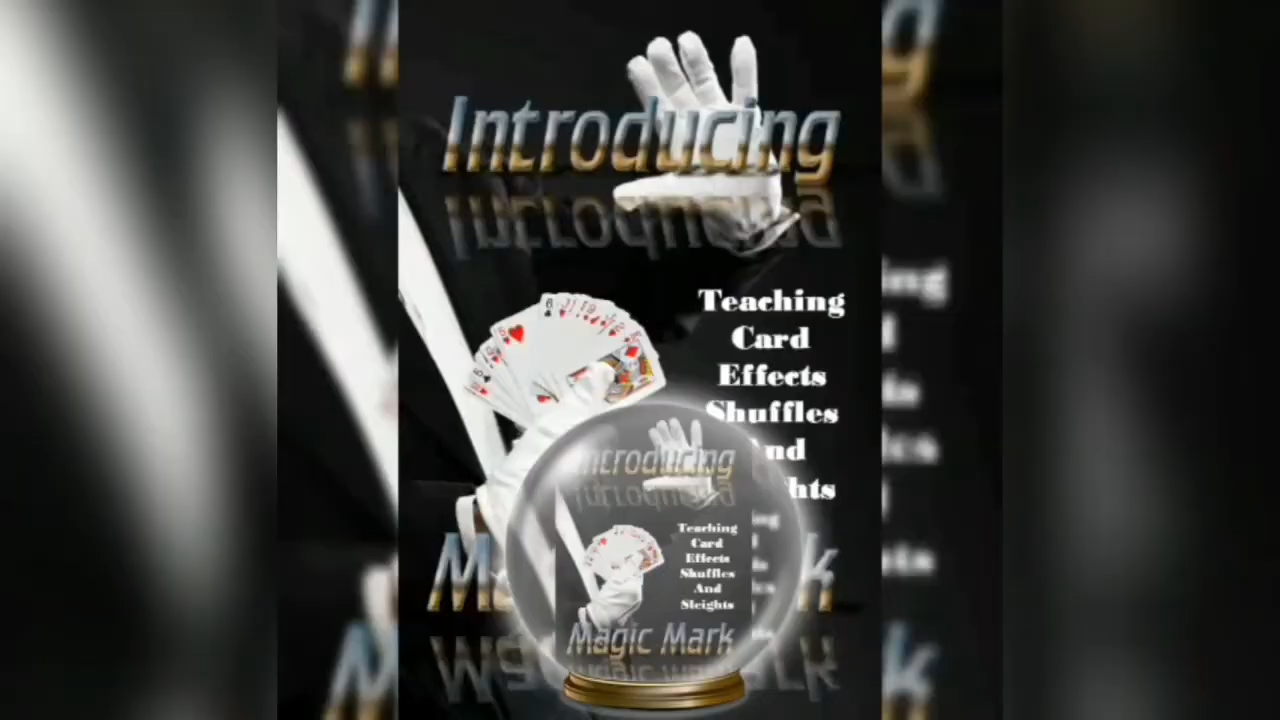 Introducing
Teaching
Card
Effects
Shuffles
Introducing
Teaching
Card
Effects
Shuffles
And
Sleights
Magic Mark